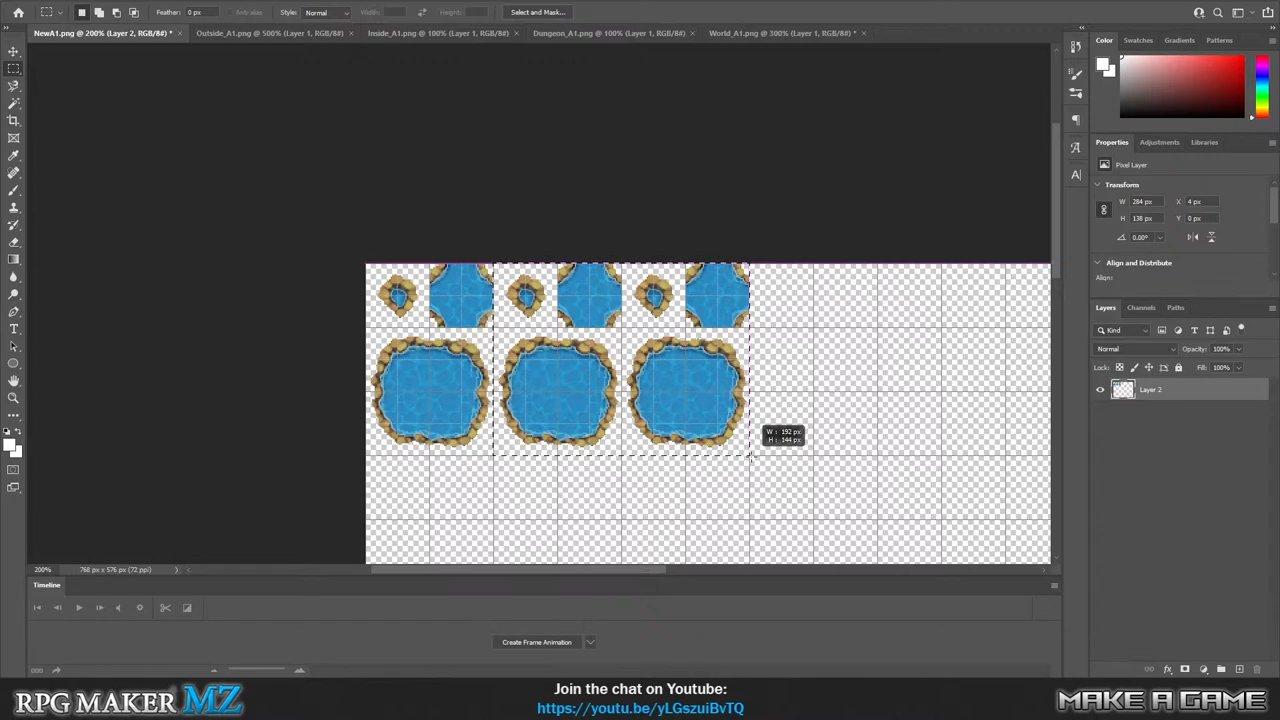 Feather: 0 px Anti-alias Style: Normal Width: Height: Select and Mask...
NewA1.png @ 200% (Layer 2, RGB/8#) * × Outside_A1.png @ 500% (Layer 1, RGB/8#) × Inside_A1.png @ 100% (Layer 1, RGB/8#) × Dungeon_A1.png @ 100% (Layer 1, RGB/8#) × World_A1.png @ 300% (Layer 1, RGB/8#) * ×
Color Swatches Gradients Patterns
Properties Adjustments Libraries
Pixel Layer
Transform
W 284 px X 4 px
H 138 px Y 0 px
0.00°
Align and Distribute
Align:
Layers Channels Paths
Kind
Normal Opacity: 100%
Lock: Fill: 100%
Layer 2
W : 192 px
H : 144 px
200% 768 px x 576 px (72 ppi)
Timeline
Create Frame Animation
RPG MAKER MZ
Join the chat on Youtube:
https://youtu.be/yLGszuiBvTQ
MAKE A GAME